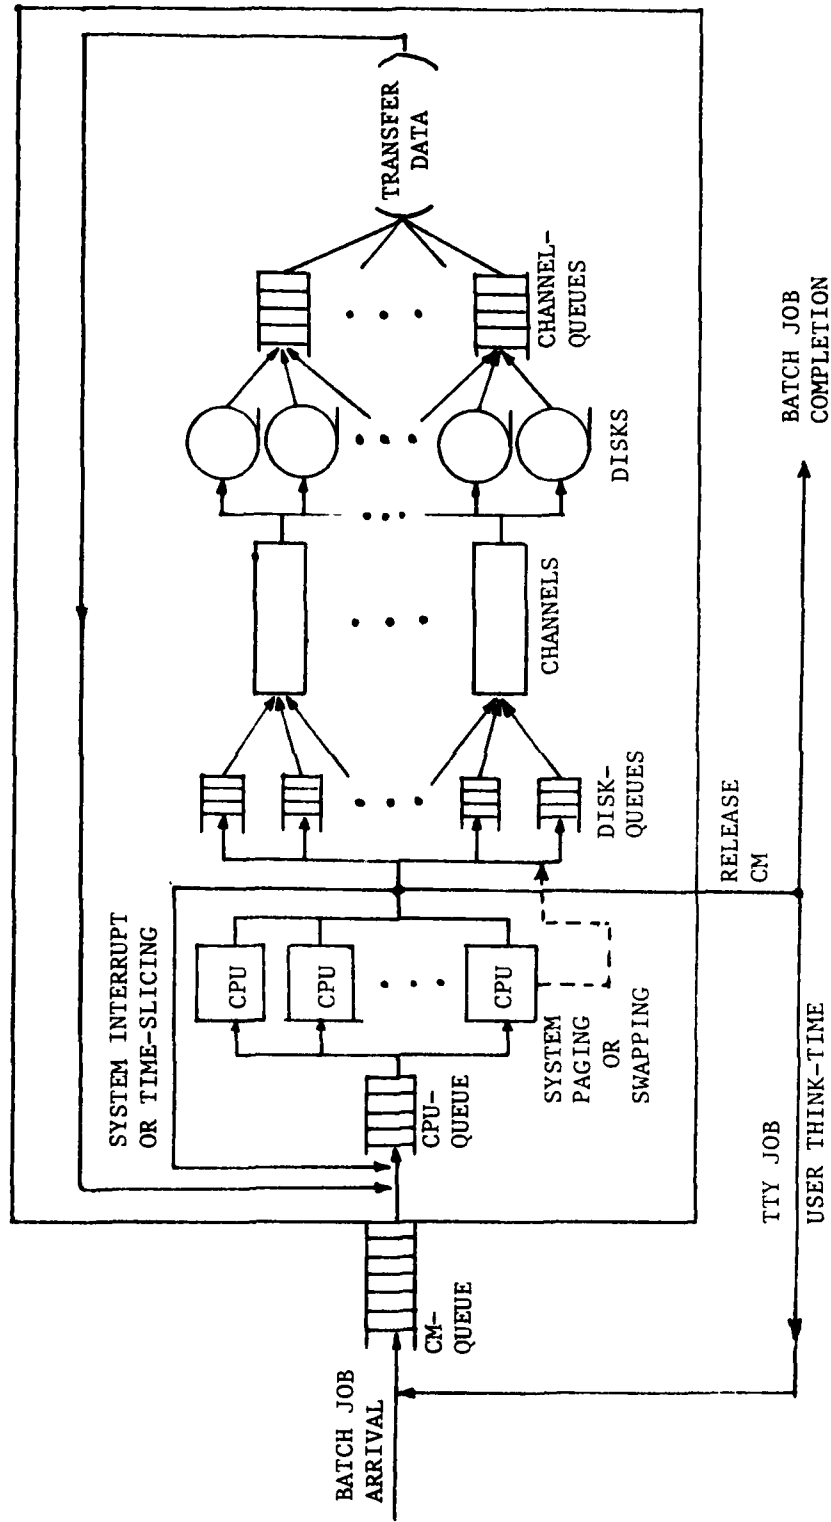 BATCH JOB
ARRIVAL
CM-
QUEUE
SYSTEM INTERRUPT
OR TIME-SLICING
CPU-
QUEUE
CPU
CPU
CPU
SYSTEM
PAGING
OR
SWAPPING
DISK-
QUEUES
CHANNELS
DISKS
CHANNEL-
QUEUES
TRANSFER
DATA
RELEASE
CM
TTY JOB
USER THINK-TIME
BATCH JOB
COMPLETION